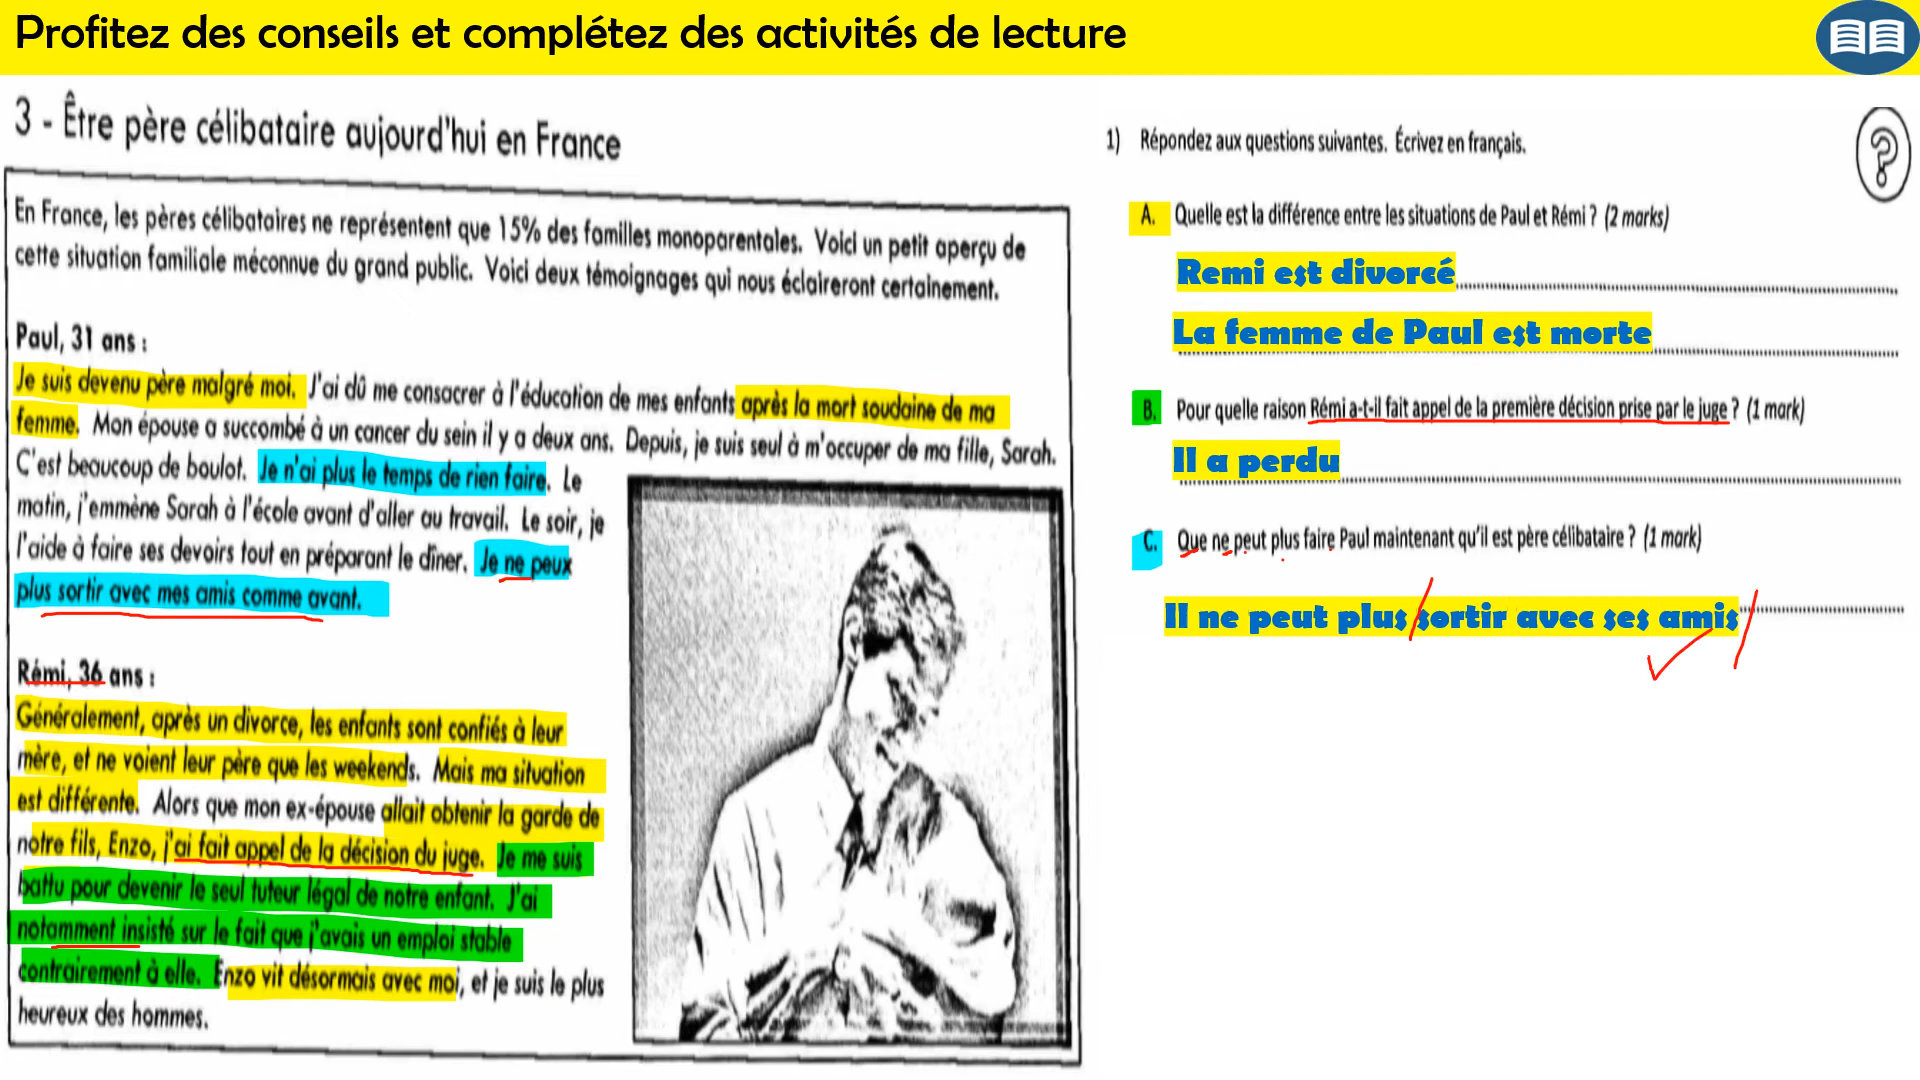 Profitez des conseils et complétez des activités de lecture
3 - Être père célibataire aujourd'hui en France
En France, les pères célibataires ne représentent que 15% des familles monoparentales. Voici un petit aperçu de
cette situation familiale méconnue du grand public. Voici deux témoignages qui nous éclaireront certainement.
Paul, 31 ans :
Je suis devenu père malgré moi. J'ai dû me consacrer à l'éducation de mes enfants après la mort soudaine de ma
femme. Mon épouse a succombé à un cancer du sein il y a deux ans. Depuis, je suis seul à m'occuper de ma fille, Sarah.
C'est beaucoup de boulot. Je n'ai plus le temps de rien faire. Le
matin, j'emmène Sarah à l'école avant d'aller au travail. Le soir, je
l'aide à faire ses devoirs tout en préparant le dîner. Je ne peux
plus sortir avec mes amis comme avant.
Rémi, 36 ans :
Généralement, après un divorce, les enfants sont confiés à leur
mère, et ne voient leur père que les weekends. Mais ma situation
est différente. Alors que mon ex-épouse allait obtenir la garde de
notre fils, Enzo, j'ai fait appel de la décision du juge. Je me suis
battu pour devenir le seul tuteur légal de notre enfant. J'ai
notamment insisté sur le fait que j'avais un emploi stable
contrairement à elle. Enzo vit désormais avec moi, et je suis le plus
heureux des hommes.
1) Répondez aux questions suivantes. Écrivez en français.
A. Quelle est la différence entre les situations de Paul et Rémi ? (2 marks)
Remi est divorcé
La femme de Paul est morte
B. Pour quelle raison Rémi a-t-il fait appel de la première décision prise par le juge ? (1 mark)
Il a perdu
C. Que ne peut plus faire Paul maintenant qu'il est père célibataire ? (1 mark)
Il ne peut plus sortir avec ses amis